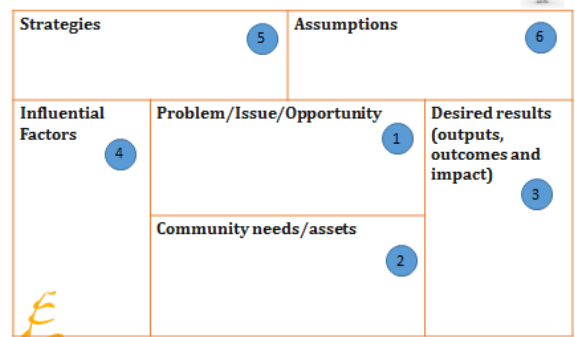 Strategies
5
Assumptions
6
Influential
Factors
4
Problem/Issue/Opportunity
1
Desired results
(outputs,
outcomes and
impact)
3
Community needs/assets
2